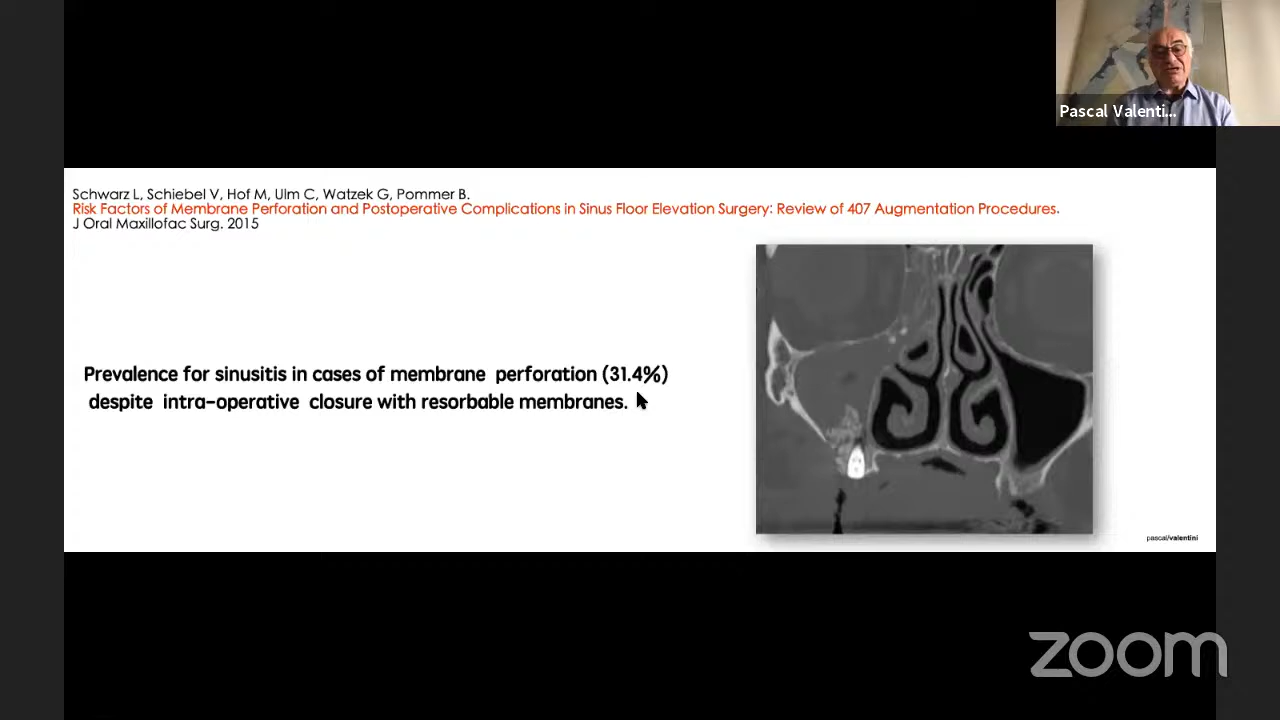 Pascal Valenti...
Schwarz L, Schiebel V, Hof M, Ulm C, Watzek G, Pommer B.
Risk Factors of Membrane Perforation and Postoperative Complications in Sinus Floor Elevation Surgery: Review of 407 Augmentation Procedures.
J Oral Maxillofac Surg. 2015
Prevalence for sinusitis in cases of membrane perforation (31.4%)
despite intra-operative closure with resorbable membranes.
pascal/valentini
zoom